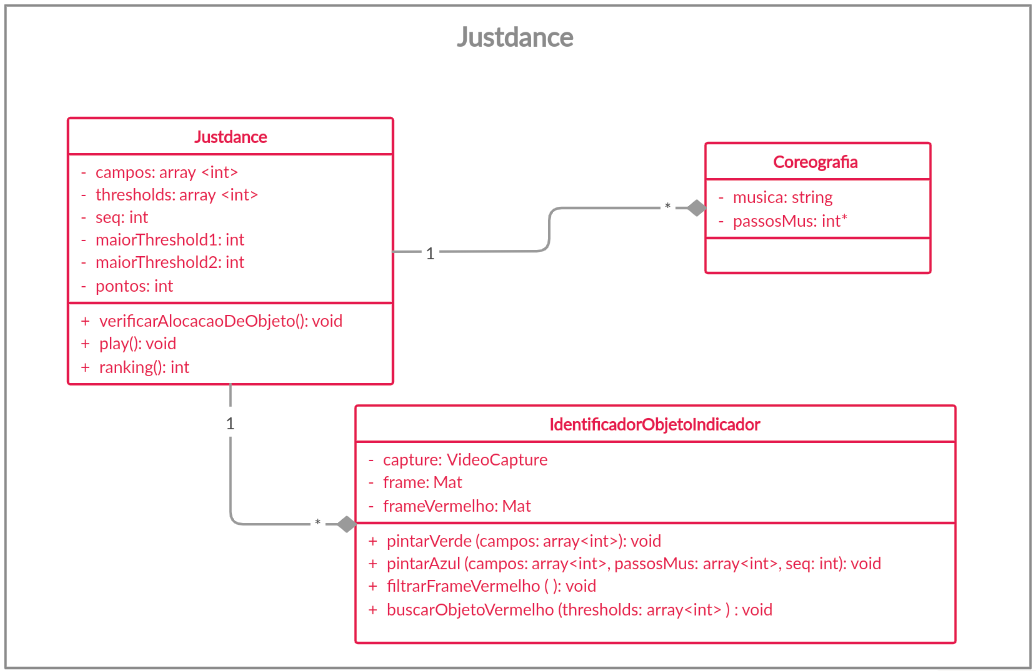 Justdance
Justdance
- campos: array <int>
- thresholds: array <int>
- seq: int
- maiorThreshold1: int
- maiorThreshold2: int
- pontos: int
+ verificarAlocacaoDeObjeto(): void
+ play(): void
+ ranking(): int
1
*
Coreografia
- musica: string
- passosMus: int*
1
*
IdentificadorObjetoIndicador
- capture: VideoCapture
- frame: Mat
- frameVermelho: Mat
+ pintarVerde (campos: array<int>): void
+ pintarAzul (campos: array<int>, passosMus: array<int>, seq: int): void
+ filtrarFrameVermelho ( ): void
+ buscarObjetoVermelho (thresholds: array<int> ) : void